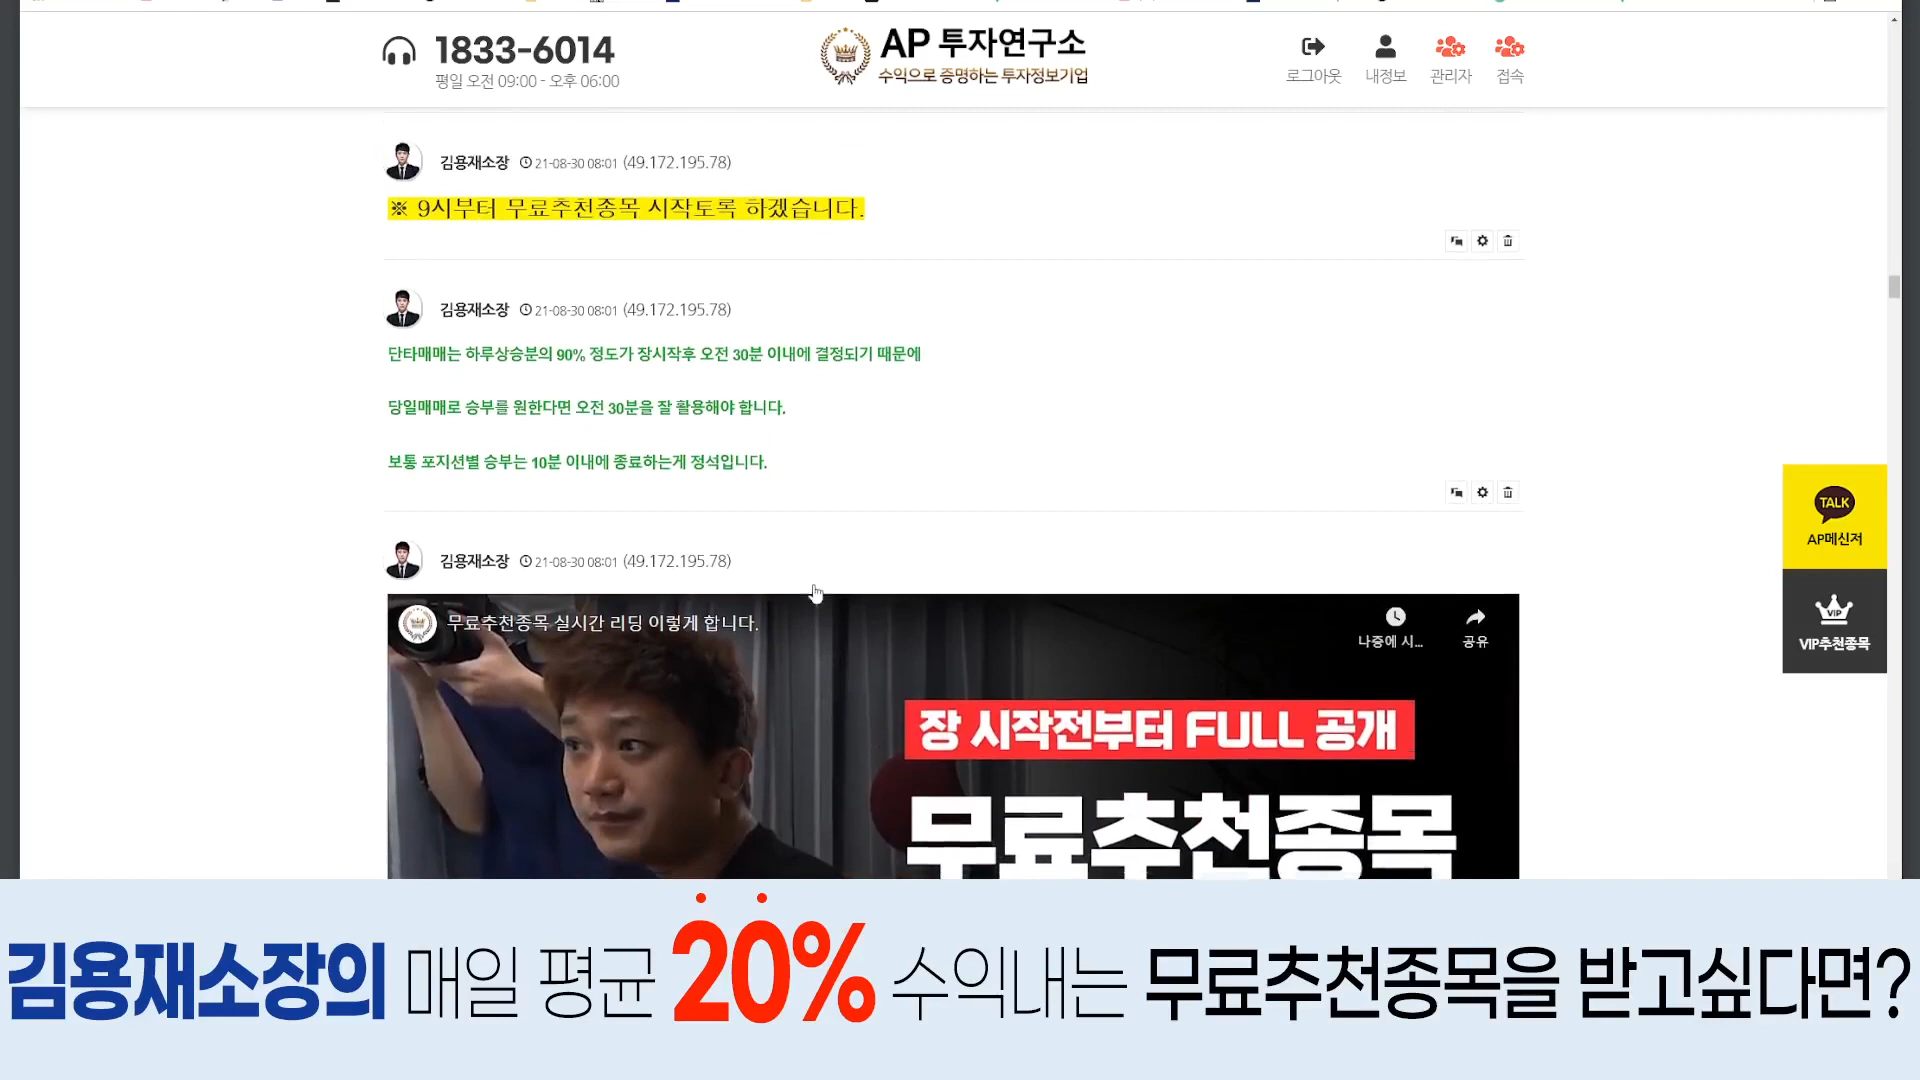 1833-6014
평일 오전 09:00 - 오후 06:00
AP 투자연구소
수익으로 증명하는 투자정보기업
로그아웃
내정보
관리자
접속
김용재소장 21-08-30 08:01 (49.172.195.78)
※ 9시부터 무료추천종목 시작토록 하겠습니다.
김용재소장 21-08-30 08:01 (49.172.195.78)
단타매매는 하루상승분의 90% 정도가 장시작후 오전 30분 이내에 결정되기 때문에
당일매매로 승부를 원한다면 오전 30분을 잘 활용해야 합니다.
보통 포지션별 승부는 10분 이내에 종료하는게 정석입니다.
TALK
AP메신저
VIP
VIP추천종목
김용재소장 21-08-30 08:01 (49.172.195.78)
무료추천종목 실시간 리딩 이렇게 합니다.
나중에 시...
공유
장 시작전부터 FULL 공개
무료추천종목
김용재소장의 매일 평균 20% 수익내는 무료추천종목을 받고싶다면?